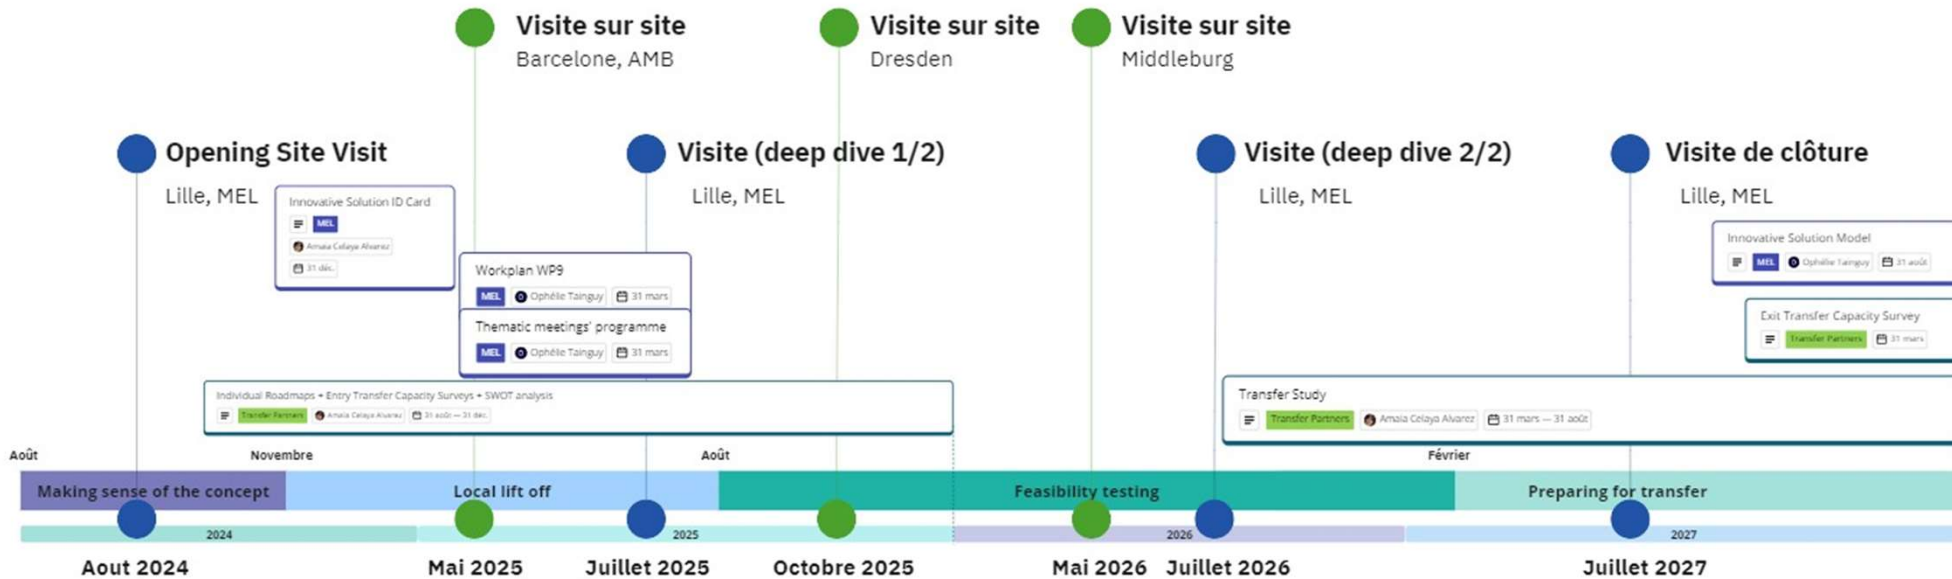 Visite sur site
Barcelone, AMB
Visite sur site
Dresden
Visite sur site
Middleburg
Opening Site Visit
Lille, MEL
Visite (deep dive 1/2)
Lille, MEL
Visite (deep dive 2/2)
Lille, MEL
Visite de clôture
Lille, MEL
Innovative Solution ID Card
MEL
Amaia Celaya Alvarez
31 déc.
Workplan WP9
MEL Ophélie Tainguy 31 mars
Thematic meetings' programme
MEL Ophélie Tainguy 31 mars
Innovative Solution Model
MEL Ophélie Tainguy 31 août
Exit Transfer Capacity Survey
Transfer Partners 31 mars
Individual Roadmaps + Entry Transfer Capacity Surveys + SWOT analysis
Transfer Partners Amaia Celaya Alvarez 31 août — 31 déc.
Transfer Study
Transfer Partners Amaia Celaya Alvarez 31 mars — 31 août
Août Novembre Août Février
Making sense of the concept Local lift off Feasibility testing Preparing for transfer
2024 2025 2026 2027
Aout 2024 Mai 2025 Juillet 2025 Octobre 2025 Mai 2026 Juillet 2026 Juillet 2027